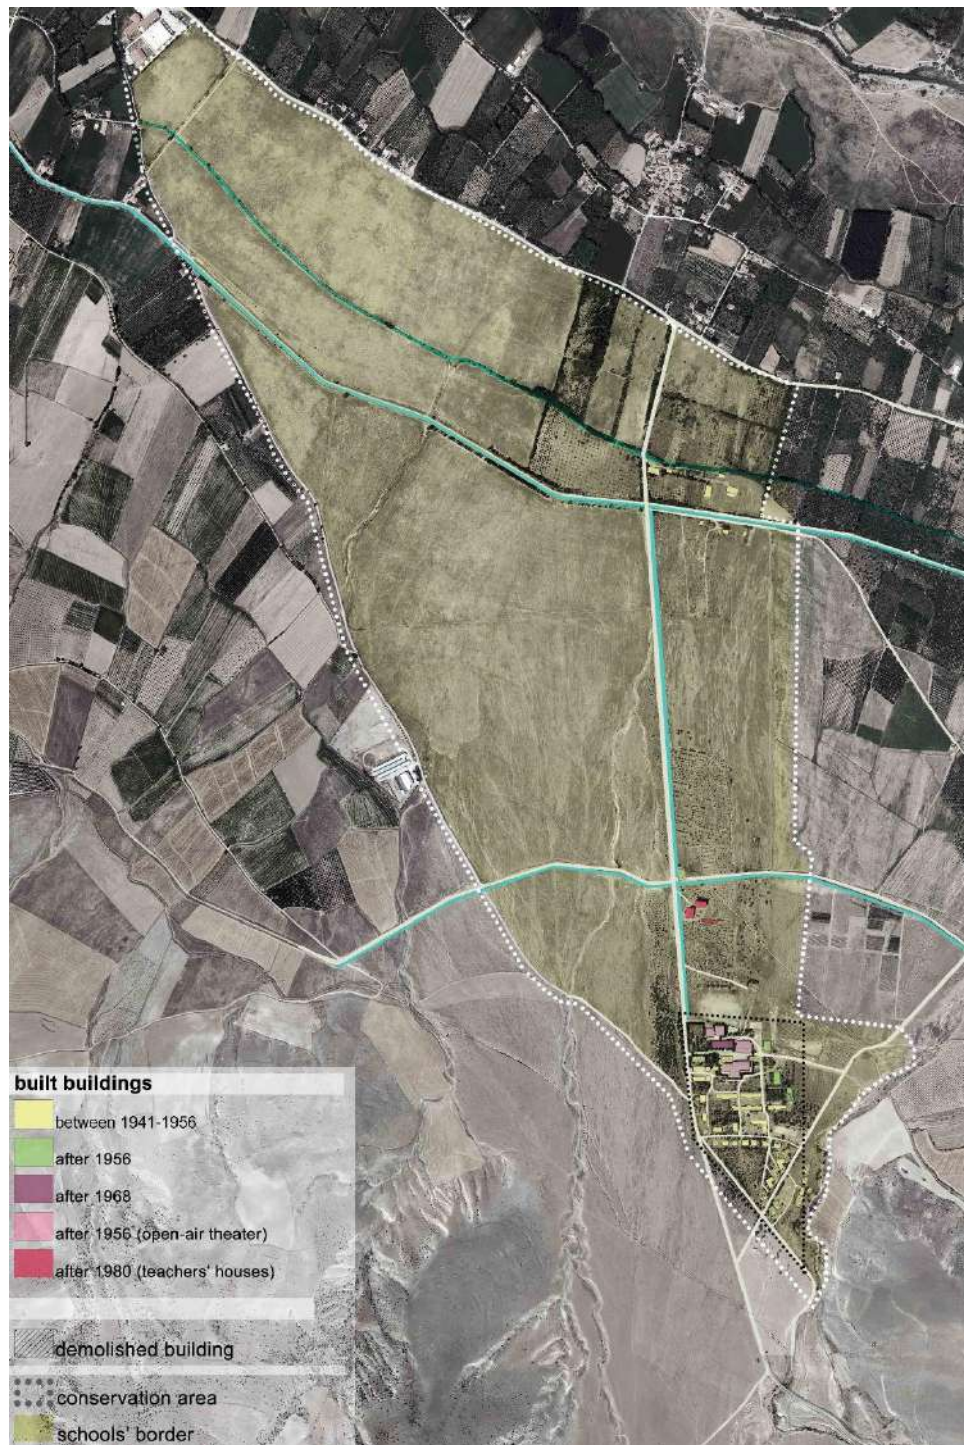 built buildings
between 1941-1956
after 1956
after 1968
after 1956 (open-air theater)
after 1980 (teachers' houses)
demolished building
conservation area
schools' border